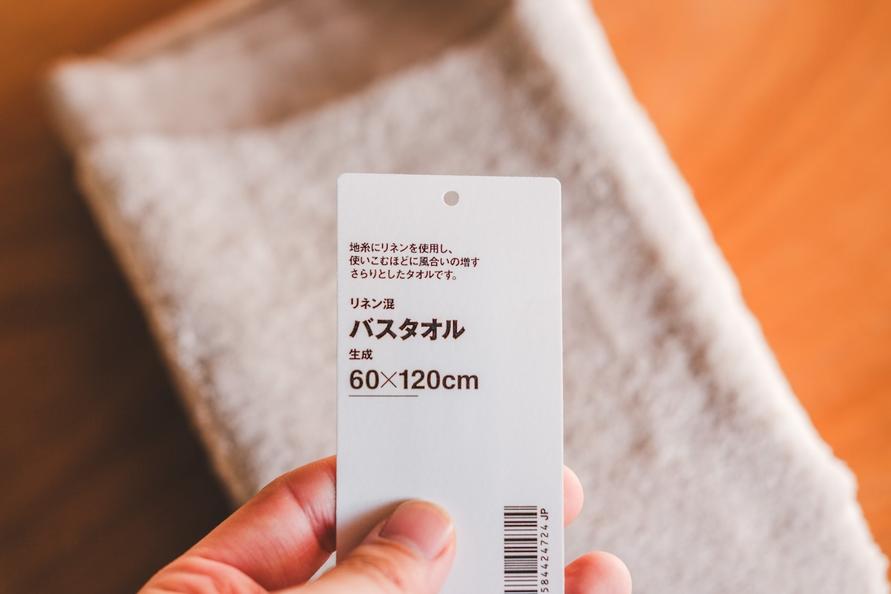 地糸にリネンを使用し、
使いこむほどに風合いの増す
さらりとしたタオルです。
リネン混
バスタオル
生成
60×120cm
584424724 JP